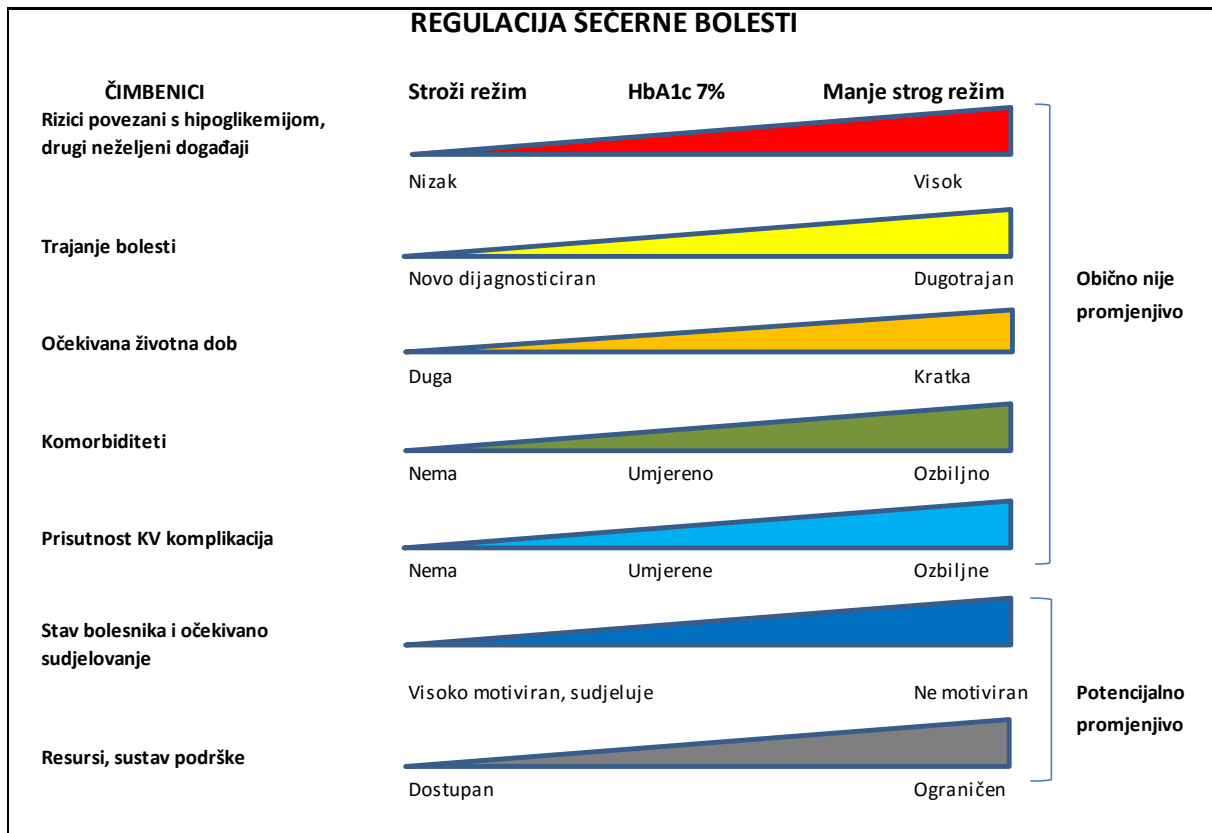 REGULACIJA ŠEĆERNE BOLESTI
ČIMBENICI
Stroži režim
HbA1c 7%
Manje strog režim
Rizici povezani s hipoglikemijom,
drugi neželjeni događaji
Nizak
Visok
Trajanje bolesti
Novo dijagnosticiran
Dugotrajan
Obično nije
promjenjivo
Očekivana životna dob
Duga
Kratka
Komorbiditeti
Nema
Umjereno
Ozbiljno
Prisutnost KV komplikacija
Nema
Umjerene
Ozbiljne
Stav bolesnika i očekivano
sudjelovanje
Visoko motiviran, sudjeluje
Ne motiviran
Potencijalno
promjenjivo
Resursi, sustav podrške
Dostupan
Ograničen